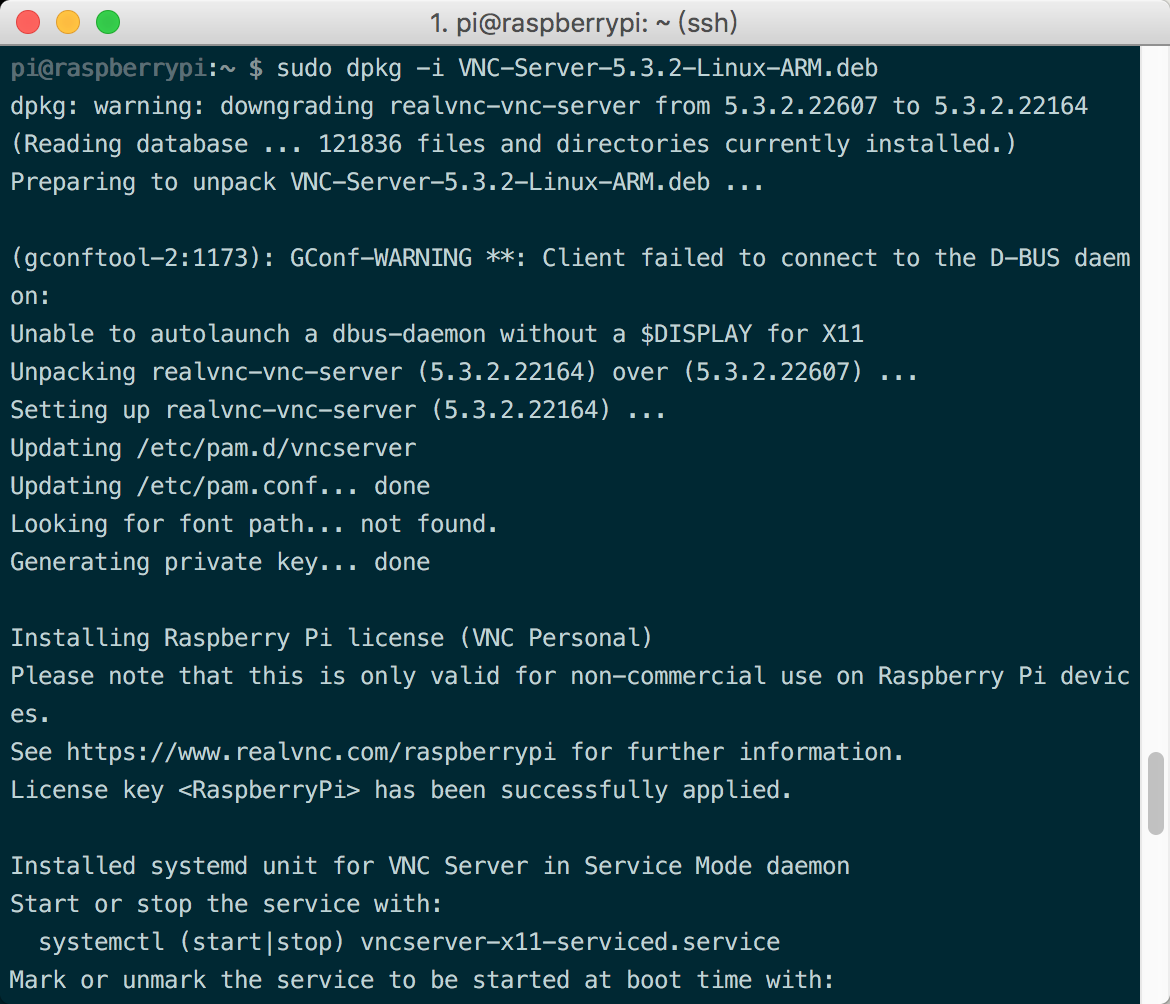 1. pi@raspberrypi: ~ (ssh)
pi@raspberrypi:~ $ sudo dpkg -i VNC-Server-5.3.2-Linux-ARM.deb
dpkg: warning: downgrading realvnc-vnc-server from 5.3.2.22607 to 5.3.2.22164
(Reading database ... 121836 files and directories currently installed.)
Preparing to unpack VNC-Server-5.3.2-Linux-ARM.deb ...
(gconftool-2:1173): GConf-WARNING **: Client failed to connect to the D-BUS daem
on:
Unable to autolaunch a dbus-daemon without a $DISPLAY for X11
Unpacking realvnc-vnc-server (5.3.2.22164) over (5.3.2.22607) ...
Setting up realvnc-vnc-server (5.3.2.22164) ...
Updating /etc/pam.d/vncserver
Updating /etc/pam.conf... done
Looking for font path... not found.
Generating private key... done
Installing Raspberry Pi license (VNC Personal)
Please note that this is only valid for non-commercial use on Raspberry Pi devic
es.
See https://www.realvnc.com/raspberrypi for further information.
License key <RaspberryPi> has been successfully applied.
Installed systemd unit for VNC Server in Service Mode daemon
Start or stop the service with:
  systemctl (start|stop) vncserver-x11-serviced.service
Mark or unmark the service to be started at boot time with: